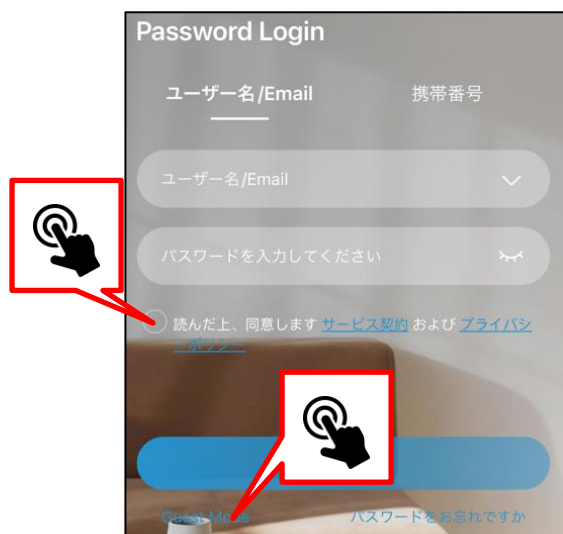 Password Login
ユーザー名/Email 携帯番号
ユーザー名/Email
パスワードを入力してください
読んだ上、同意します サービス契約 および プライバシ
ーポリシー
Guest Mode パスワードをお忘れですか